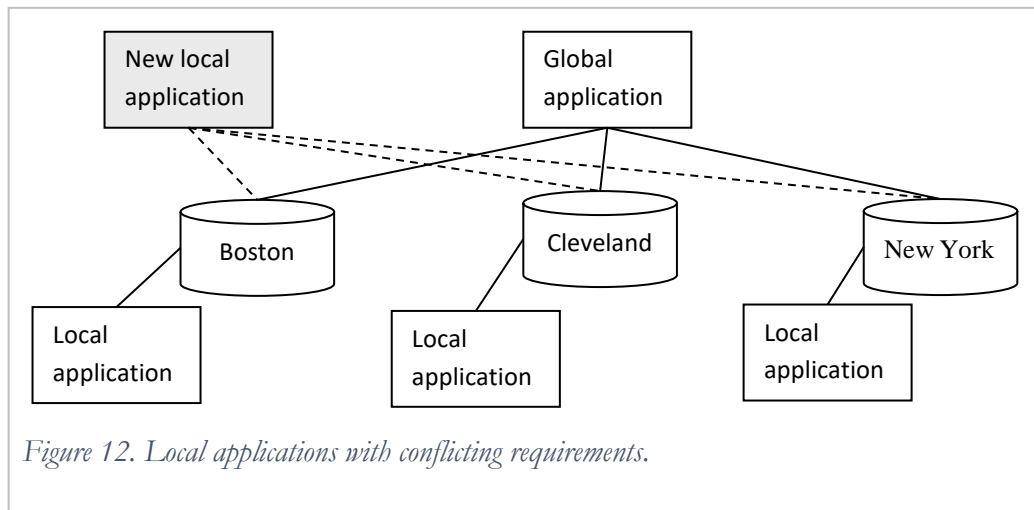 New local
application
Global
application
Boston
Cleveland
New York
Local
application
Local
application
Local
application
Figure 12. Local applications with conflicting requirements.